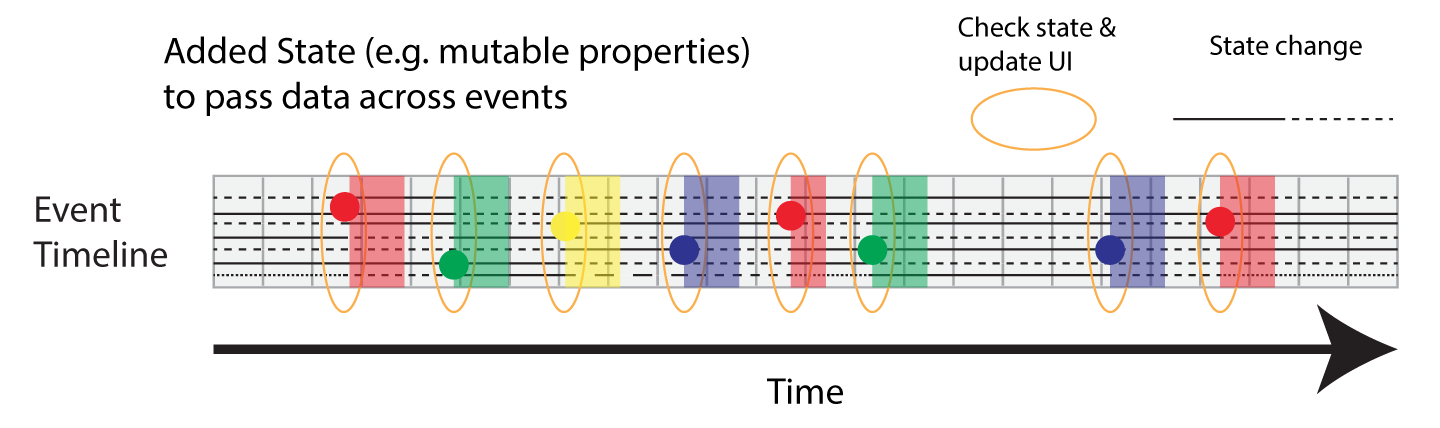 Added State (e.g. mutable properties)
to pass data across events
Check state &
update UI
State change
Event
Timeline
Time